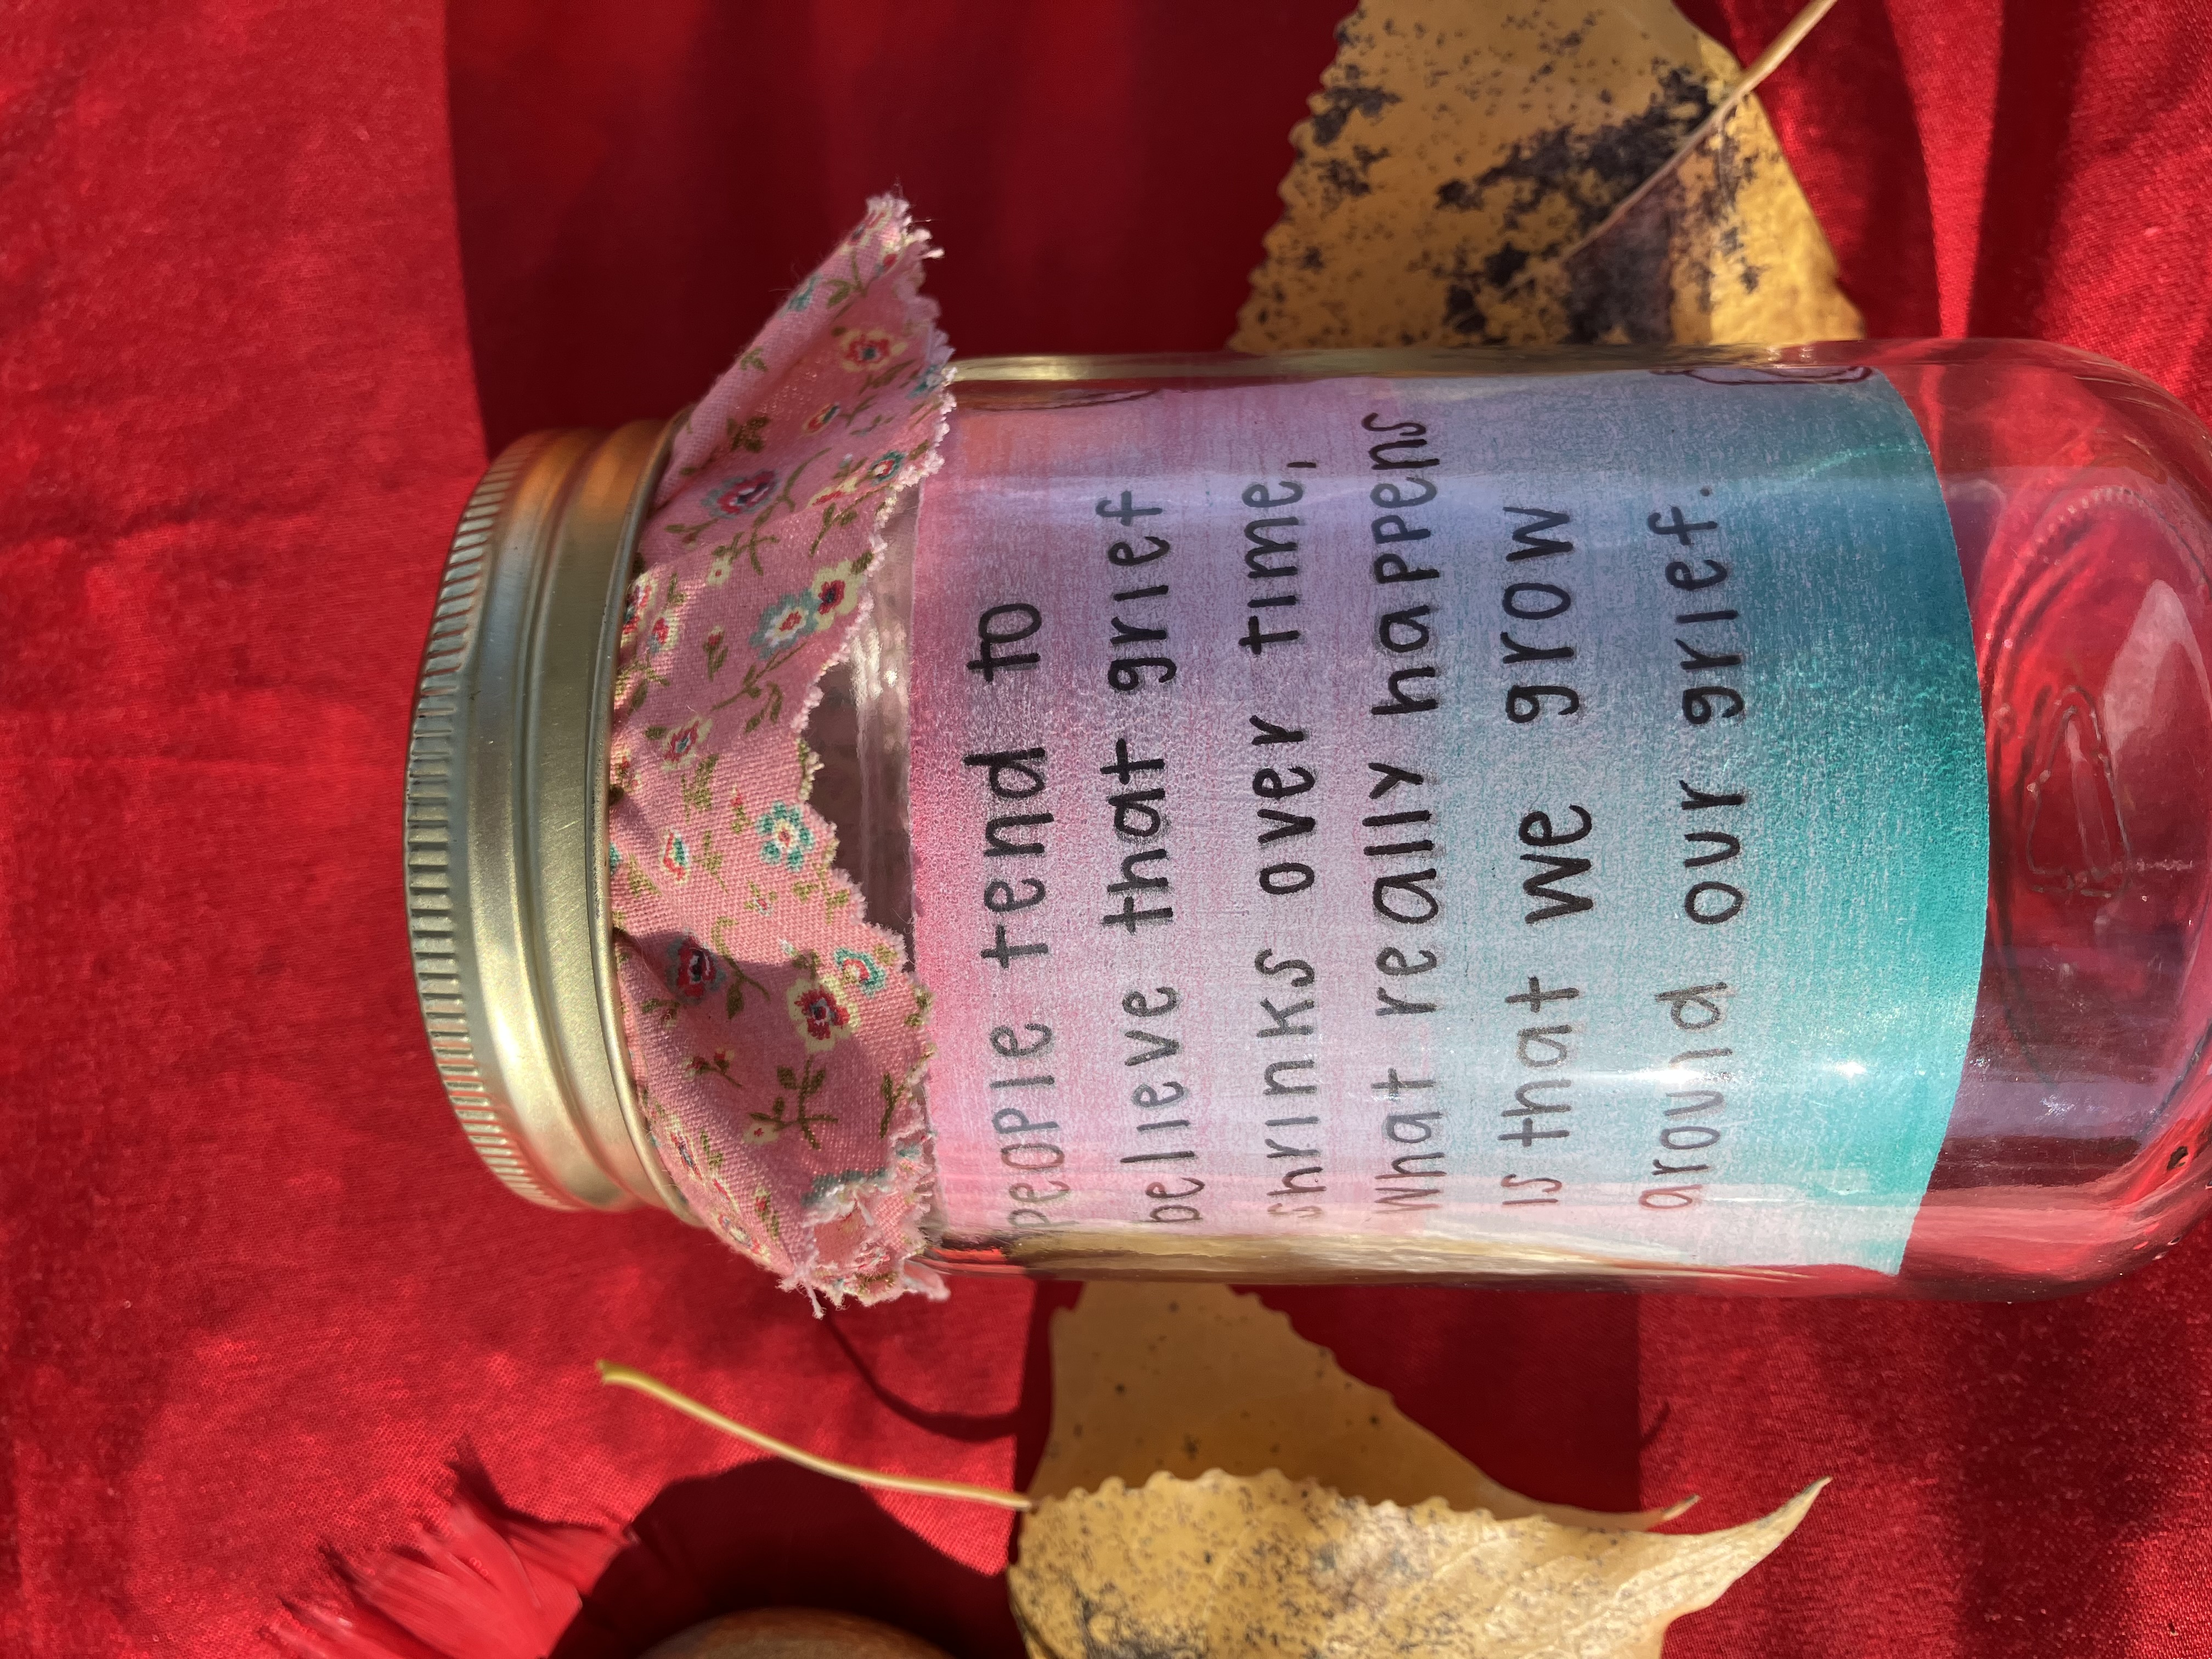 people tend to
believe that grief
shrinks over time,
what really happens
is that we grow
around our grief.